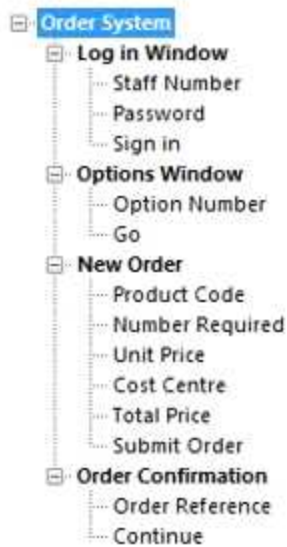 Order System
Log in Window
Staff Number
Password
Sign in
Options Window
Option Number
Go
New Order
Product Code
Number Required
Unit Price
Cost Centre
Total Price
Submit Order
Order Confirmation
Order Reference
Continue